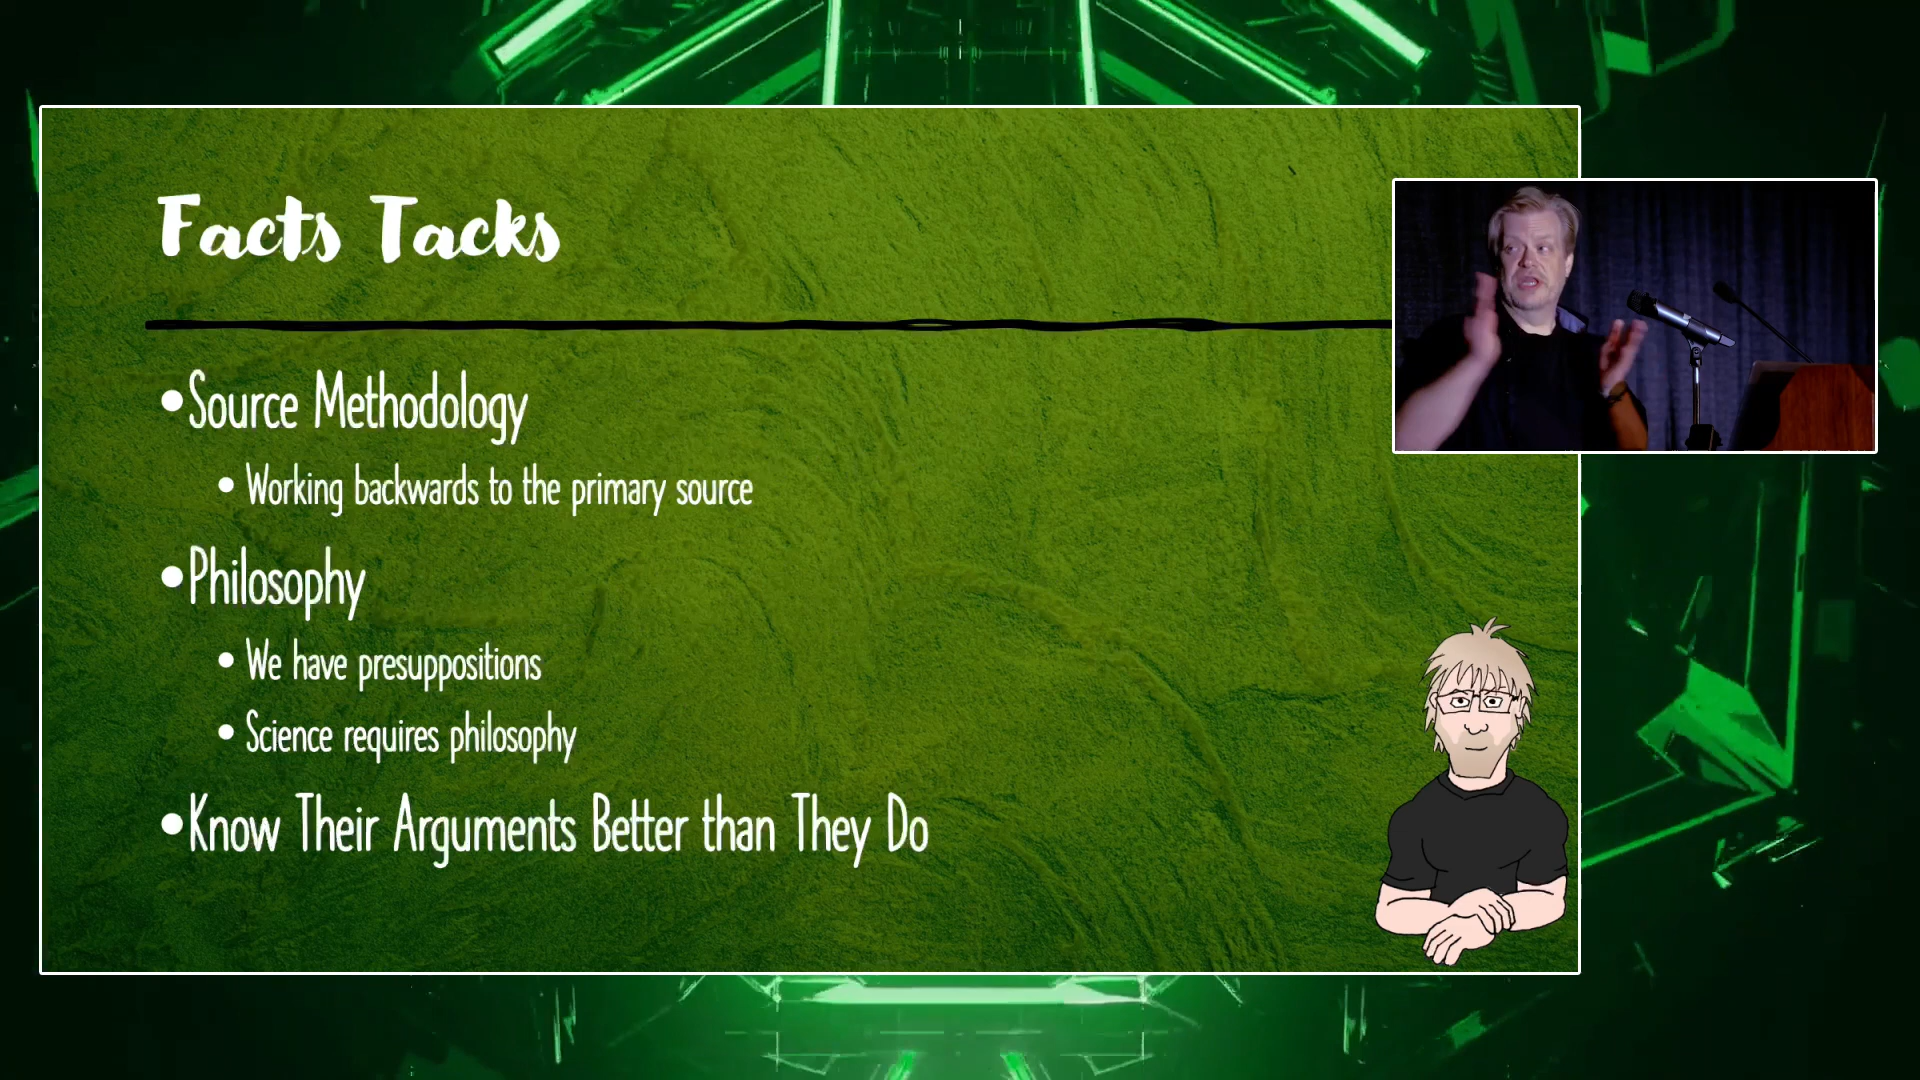 Facts Tacks
•Source Methodology
• Working backwards to the primary source
•Philosophy
• We have presuppositions
• Science requires philosophy
•Know Their Arguments Better than They Do